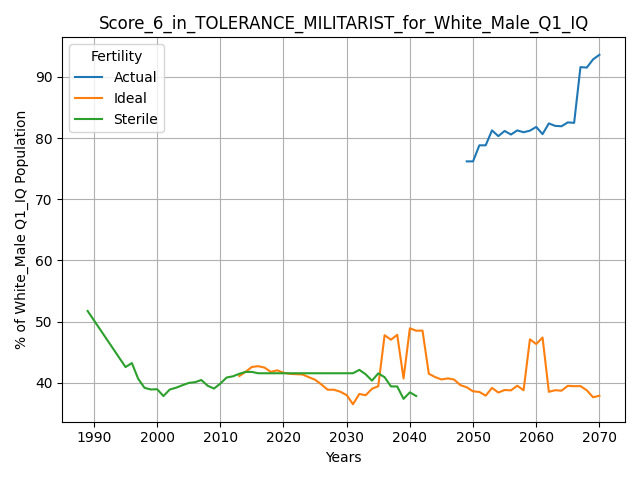 Score_6_in_TOLERANCE_MILITARIST_for_White_Male_Q1_IQ
Fertility
Actual
Ideal
Sterile
% of White_Male Q1_IQ Population
90
80
70
60
50
40
1990 2000 2010 2020 2030 2040 2050 2060 2070
Years